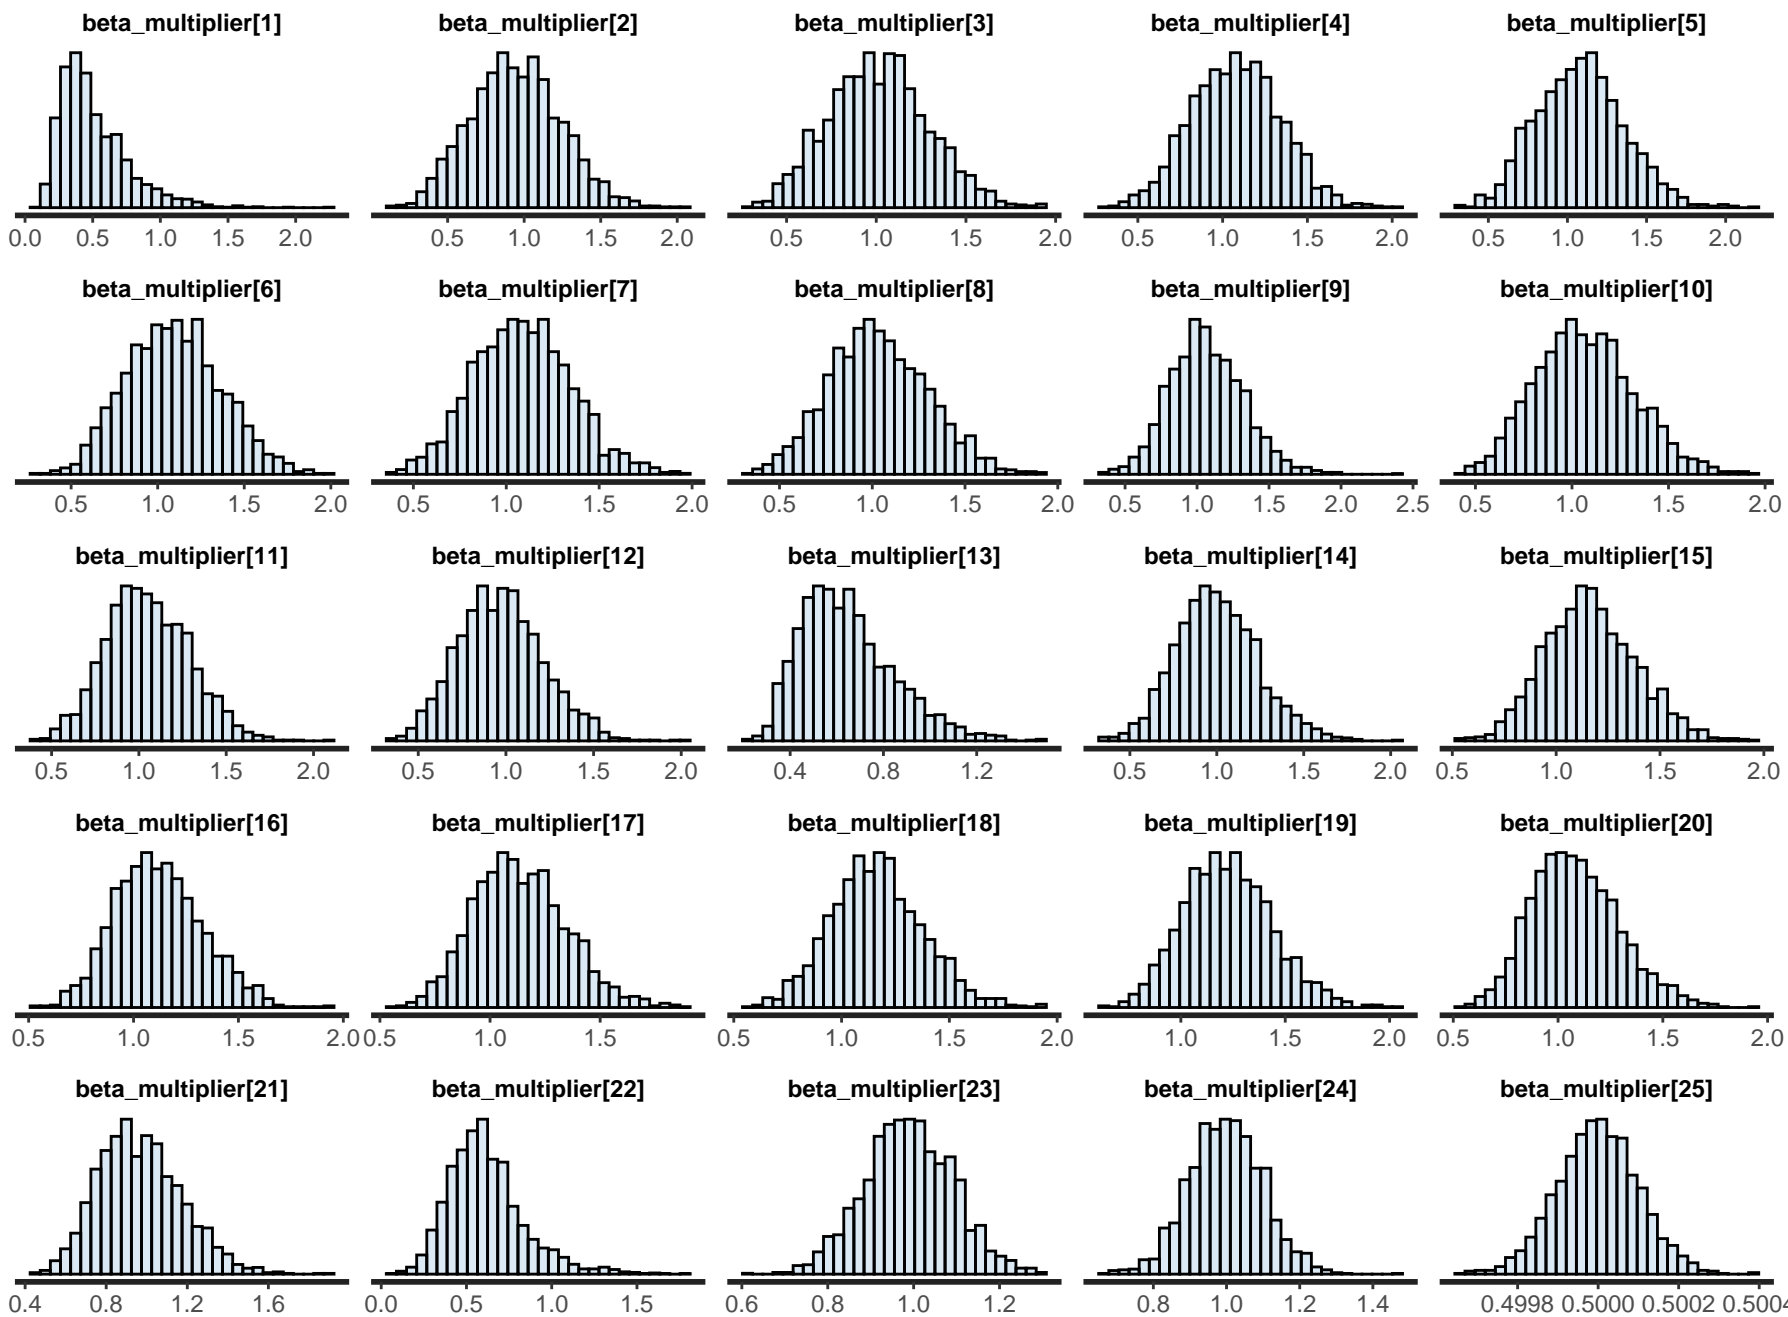 beta_multiplier[1] beta_multiplier[2] beta_multiplier[3] beta_multiplier[4] beta_multiplier[5]
0.0 0.5 1.0 1.5 2.0 0.5 1.0 1.5 2.0 0.5 1.0 1.5 2.0 0.5 1.0 1.5 2.0 0.5 1.0 1.5 2.0
beta_multiplier[6] beta_multiplier[7] beta_multiplier[8] beta_multiplier[9] beta_multiplier[10]
0.5 1.0 1.5 2.0 0.5 1.0 1.5 2.0 0.5 1.0 1.5 2.0 0.5 1.0 1.5 2.0 2.5 0.5 1.0 1.5 2.0
beta_multiplier[11] beta_multiplier[12] beta_multiplier[13] beta_multiplier[14] beta_multiplier[15]
0.5 1.0 1.5 2.0 0.5 1.0 1.5 2.0 0.4 0.8 1.2 0.5 1.0 1.5 2.0 0.5 1.0 1.5 2.0
beta_multiplier[16] beta_multiplier[17] beta_multiplier[18] beta_multiplier[19] beta_multiplier[20]
0.5 1.0 1.5 2.0 0.5 1.0 1.5 0.5 1.0 1.5 2.0 1.0 1.5 2.0 0.5 1.0 1.5 2.0
beta_multiplier[21] beta_multiplier[22] beta_multiplier[23] beta_multiplier[24] beta_multiplier[25]
0.4 0.8 1.2 1.6 0.0 0.5 1.0 1.5 0.6 0.8 1.0 1.2 0.8 1.0 1.2 1.4 0.4998 0.5000 0.5002 0.5004